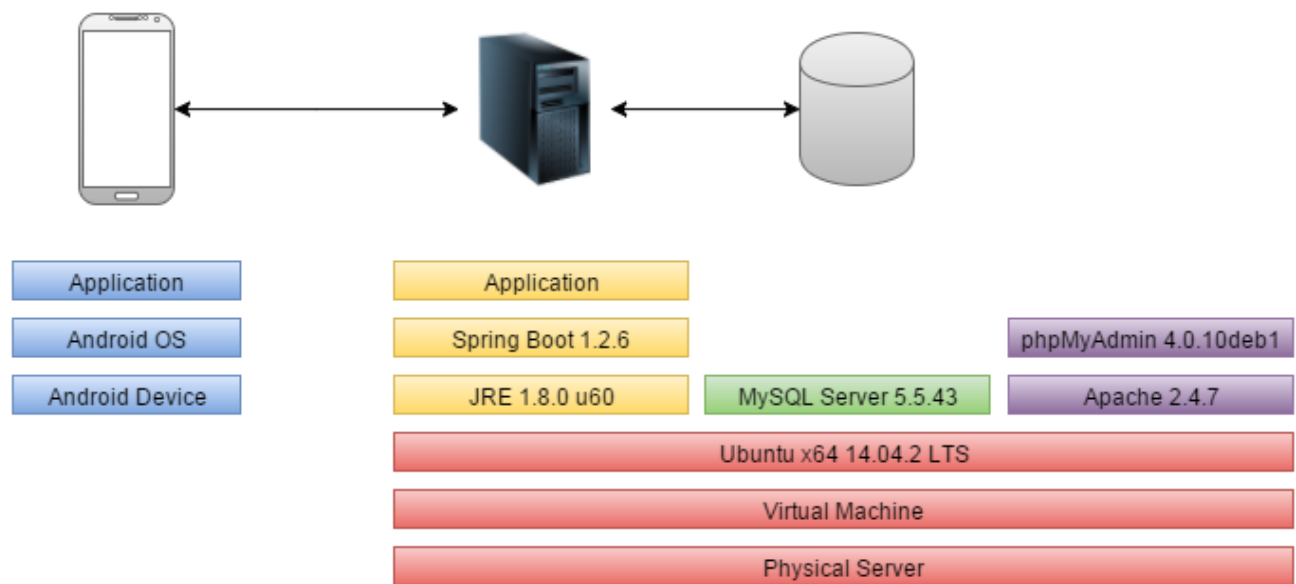 Application
Application
Android OS
Spring Boot 1.2.6
phpMyAdmin 4.0.10deb1
Android Device
JRE 1.8.0 u60
MySQL Server 5.5.43
Apache 2.4.7
Ubuntu x64 14.04.2 LTS
Virtual Machine
Physical Server